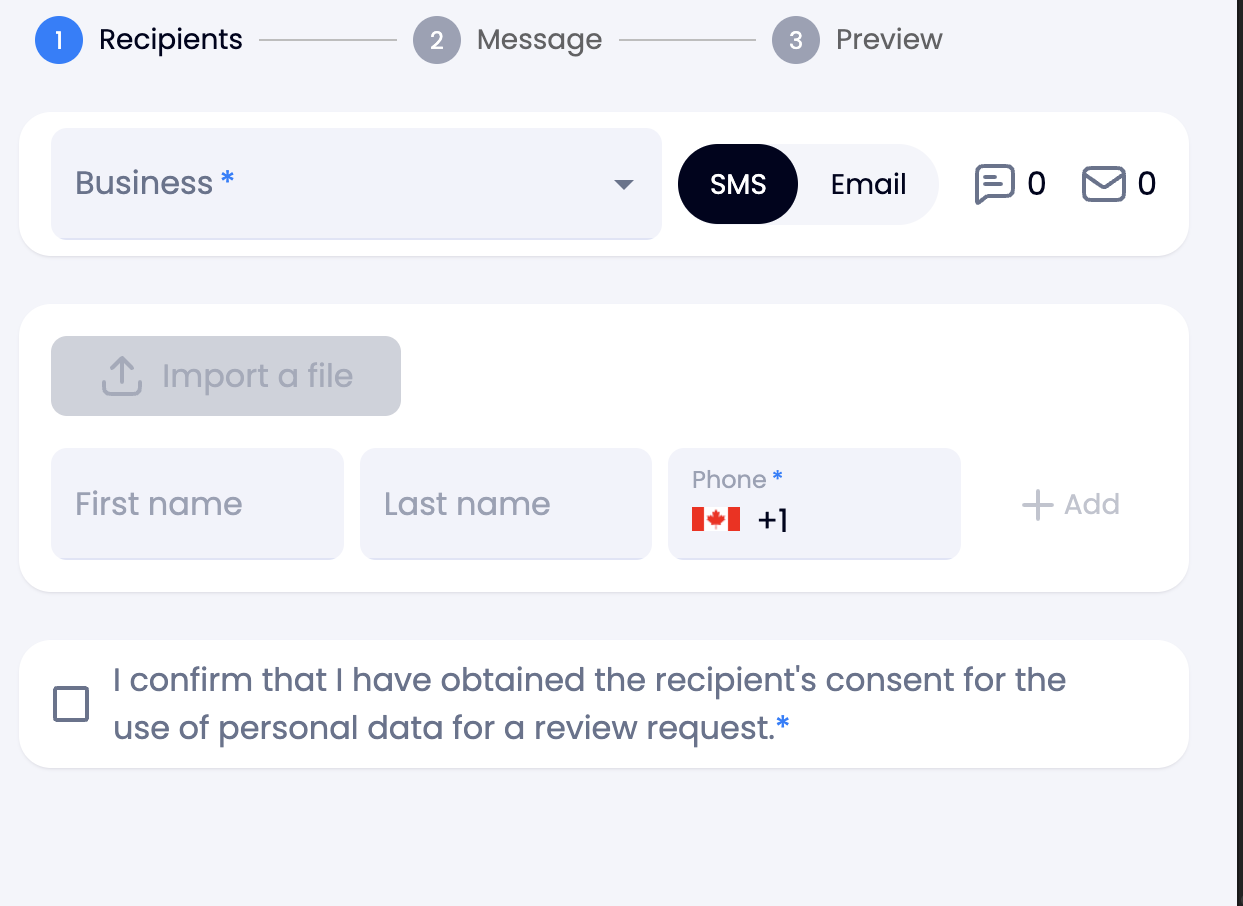 1 Recipients 2 Message 3 Preview
Business * SMS Email 0 0
Import a file
First name Last name Phone * +1 Add
I confirm that I have obtained the recipient's consent for the
use of personal data for a review request.*